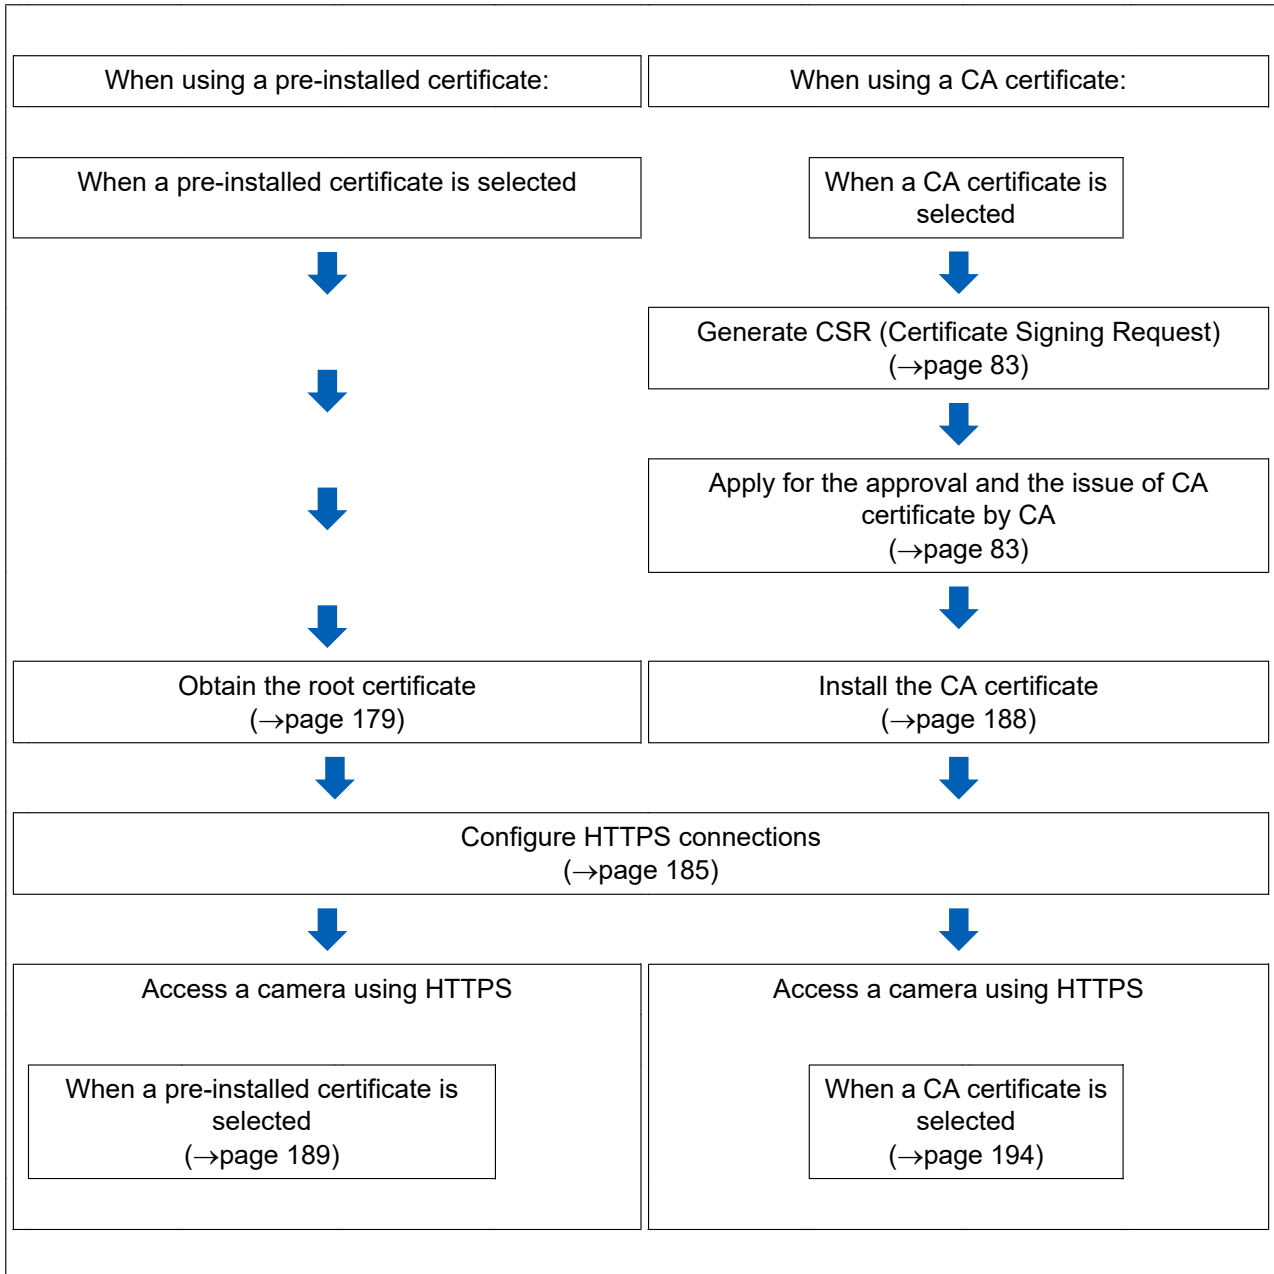 When using a pre-installed certificate:
When using a CA certificate:
When a pre-installed certificate is selected
When a CA certificate is
selected
Generate CSR (Certificate Signing Request)
(→page 83)
Apply for the approval and the issue of CA
certificate by CA
(→page 83)
Obtain the root certificate
(→page 179)
Install the CA certificate
(→page 188)
Configure HTTPS connections
(→page 185)
Access a camera using HTTPS
When a pre-installed certificate is
selected
(→page 189)
Access a camera using HTTPS
When a CA certificate is
selected
(→page 194)